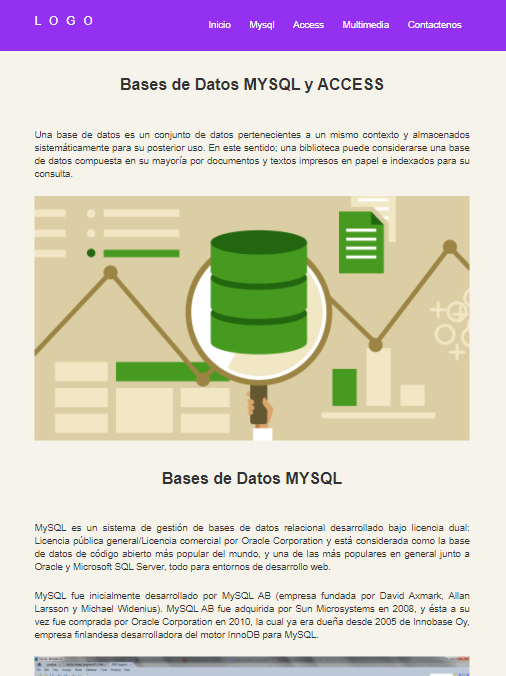 LOGO
Inicio Mysql Access Multimedia Contactenos
Bases de Datos MYSQL y ACCESS
Una base de datos es un conjunto de datos pertenecientes a un mismo contexto y almacenados
sistemáticamente para su posterior uso. En este sentido; una biblioteca puede considerarse una base
de datos compuesta en su mayoría por documentos y textos impresos en papel e indexados para su
consulta.
Bases de Datos MYSQL
MySQL es un sistema de gestión de bases de datos relacional desarrollado bajo licencia dual:
Licencia pública general/Licencia comercial por Oracle Corporation y está considerada como la base
de datos de código abierto más popular del mundo, y una de las más populares en general junto a
Oracle y Microsoft SQL Server, todo para entornos de desarrollo web.
MySQL fue inicialmente desarrollado por MySQL AB (empresa fundada por David Axmark, Allan
Larsson y Michael Widenius). MySQL AB fue adquirida por Sun Microsystems en 2008, y ésta a su
vez fue comprada por Oracle Corporation en 2010, la cual ya era dueña desde 2005 de Innobase Oy,
empresa finlandesa desarrolladora del motor InnoDB para MySQL.